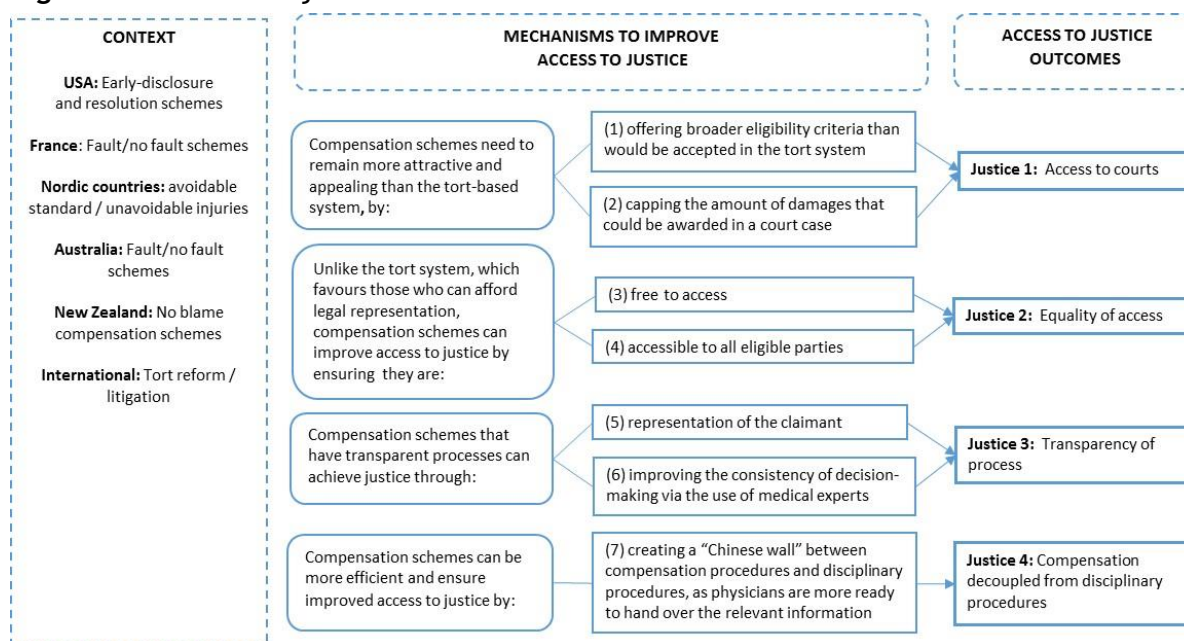 CONTEXT
USA: Early-disclosure
and resolution schemes
France: Fault/no fault schemes
Nordic countries: avoidable
standard / unavoidable injuries
Australia: Fault/no fault
schemes
New Zealand: No blame
compensation schemes
International: Tort reform /
litigation
MECHANISMS TO IMPROVE
ACCESS TO JUSTICE
ACCESS TO JUSTICE
OUTCOMES
Compensation schemes need to
remain more attractive and
appealing than the tort-based
system, by:
(1) offering broader eligibility criteria than
would be accepted in the tort system
(2) capping the amount of damages that
could be awarded in a court case
Justice 1: Access to courts
Unlike the tort system, which
favours those who can afford
legal representation,
compensation schemes can
improve access to justice by
ensuring they are:
(3) free to access
(4) accessible to all eligible parties
Justice 2: Equality of access
Compensation schemes that
have transparent processes can
achieve justice through:
(5) representation of the claimant
(6) improving the consistency of decision-
making via the use of medical experts
Justice 3: Transparency of
process
Compensation schemes can be
more efficient and ensure
improved access to justice by:
(7) creating a “Chinese wall” between
compensation procedures and disciplinary
procedures, as physicians are more ready
to hand over the relevant information
Justice 4: Compensation
decoupled from disciplinary
procedures